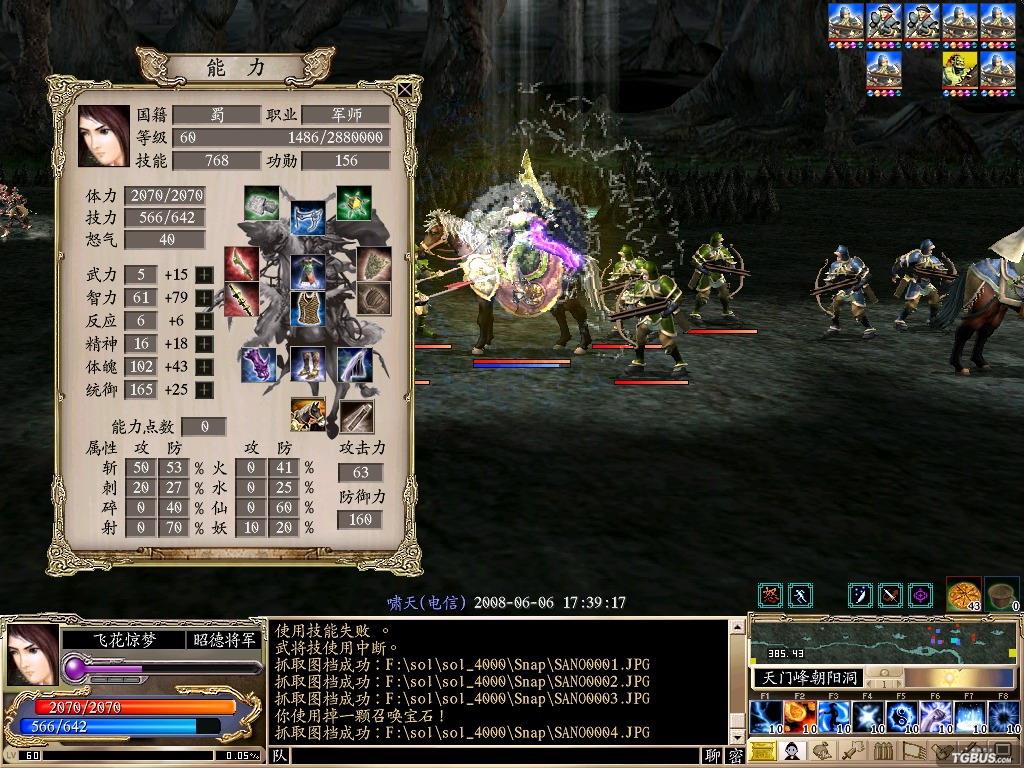 能 力
国籍 蜀 职业 军师
等级 60 1486/2880000
技能 768 功勋 156
体力 2070/2070
技力 566/642
怒气 40
武力 5 +15
智力 61 +79
反应 6 +6
精神 16 +18
体魄 102 +43
统御 165 +25
能力点数 0
属性 攻 防 攻 防 攻击力
斩 50 53 % 火 0 41 % 63
刺 20 27 % 水 0 25 % 防御力
碎 0 40 % 仙 0 60 % 160
射 0 70 % 妖 10 20 %
啸天(电信) 2008-06-06 17:39:17
43 0
飞花惊梦 昭德将军
2070/2070
566/642
LV 60 0.05%
使用技能失败 。
武将技使用中断。
抓取图档成功：F:\sol\sol_4000\Snap\SANO0001.JPG
抓取图档成功：F:\sol\sol_4000\Snap\SANO0002.JPG
抓取图档成功：F:\sol\sol_4000\Snap\SANO0003.JPG
你使用掉一颗召唤宝石！
抓取图档成功：F:\sol\sol_4000\Snap\SANO0004.JPG
队 聊 密
385. 43
天门峰朝阳洞 1
F1 F2 F3 F4 F5 F6 F7 F8
10 10 10 10 10 10 10 10
TGBUS.COM